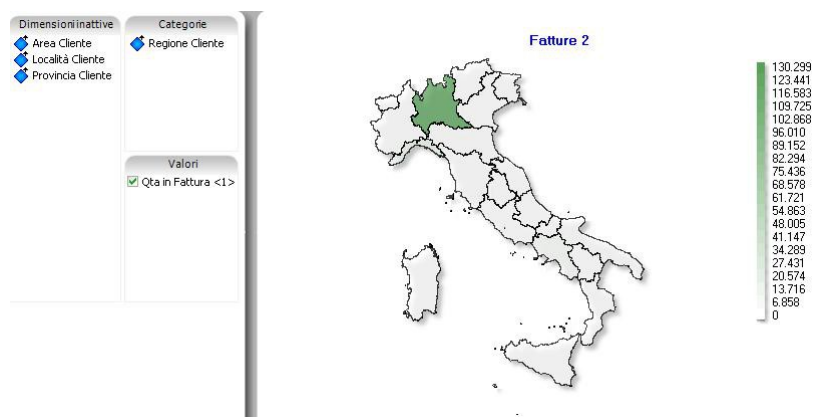 Dimensioni inattive
Area Cliente
Località Cliente
Provincia Cliente
Categorie
Regione Cliente
Valori
Qta in Fattura <1>
Fatture 2
130.299
123.441
116.583
109.725
102.868
96.010
89.152
82.294
75.436
68.578
61.721
54.863
48.005
41.147
34.289
27.431
20.574
13.716
6.858
0